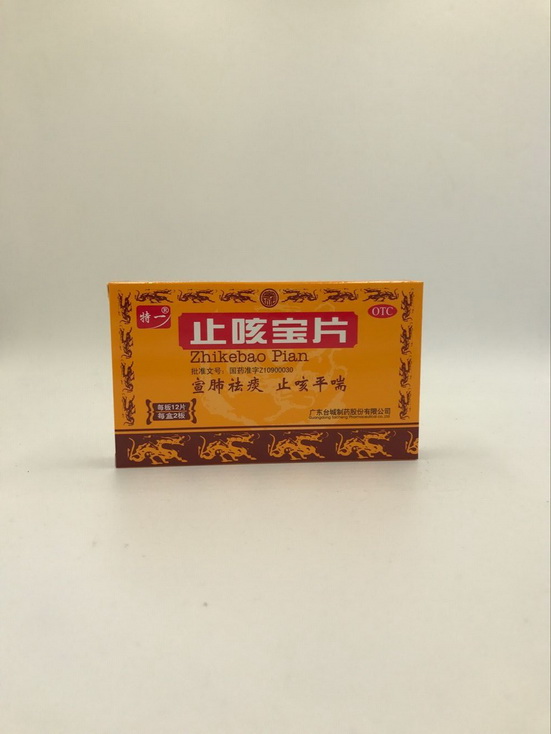 特一®
OTC
止咳宝片
Zhikebao Pian
批准文号：国药准字Z10900030
宣肺祛痰 止咳平喘
每板12片
每盒2板
广东台城制药股份有限公司